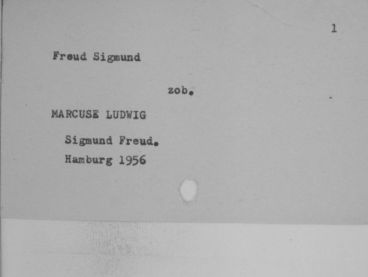 1
Freud Sigmund
zob.
MARCUSE LUDWIG
Sigmund Freud.
Hamburg 1956